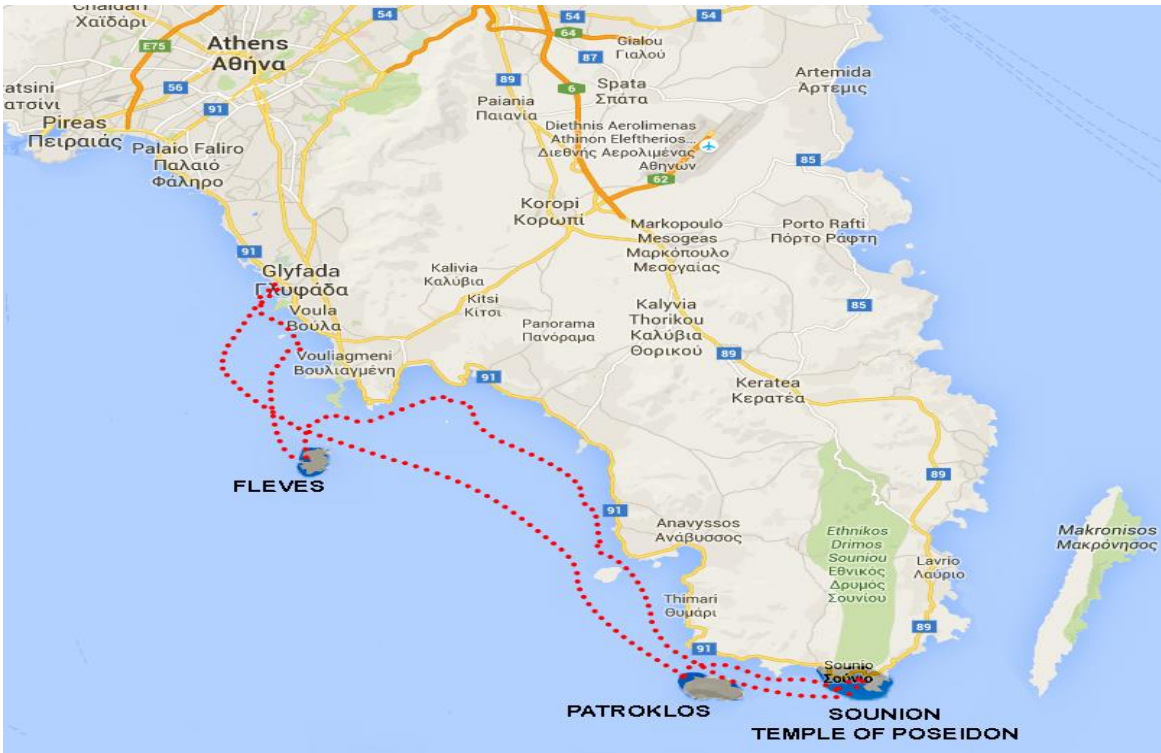 Chaidari
Χαϊδάρι
54
54
54
64
Gialou
Γιαλού
E75
Athens
Αθήνα
87
89
Spata
Σπάτα
Artemida
Άρτεμις
atsini
ατσίνι
56
6
91
Paiania
Παιανία
Pireas
Πειραιάς
Diethnis Aerolimenas
Athinon Eleftherios...
Διεθνής Αερολιμένας
Αθηνών
Palaio Faliro
Παλαιό
Φάληρο
85
62
Koropi
Κορωπί
Markopoulo
Mesogeas
Μαρκόπουλο
Μεσογαίας
Porto Rafti
Πόρτο Ράφτη
91
Glyfada
Γλυφάδα
Kalivia
Καλύβια
Kitsi
Κίτσι
Voula
Βούλα
Kalyvia
Thorikou
Καλύβια
Θορικού
85
Panorama
Πανόραμα
Vouliagmeni
Βουλιαγμένη
89
91
Keratea
Κερατέα
89
FLEVES
91
Anavyssos
Ανάβυσσος
Ethnikos
Drimos
Souniou
Εθνικός
Δρυμός
Σουνίου
Makronisos
Μακρόνησος
Lavrio
Λαύριο
Thimari
Θυμάρι
89
91
Sounio
Σούνιο
PATROKLOS
SOUNION
TEMPLE OF POSEIDON